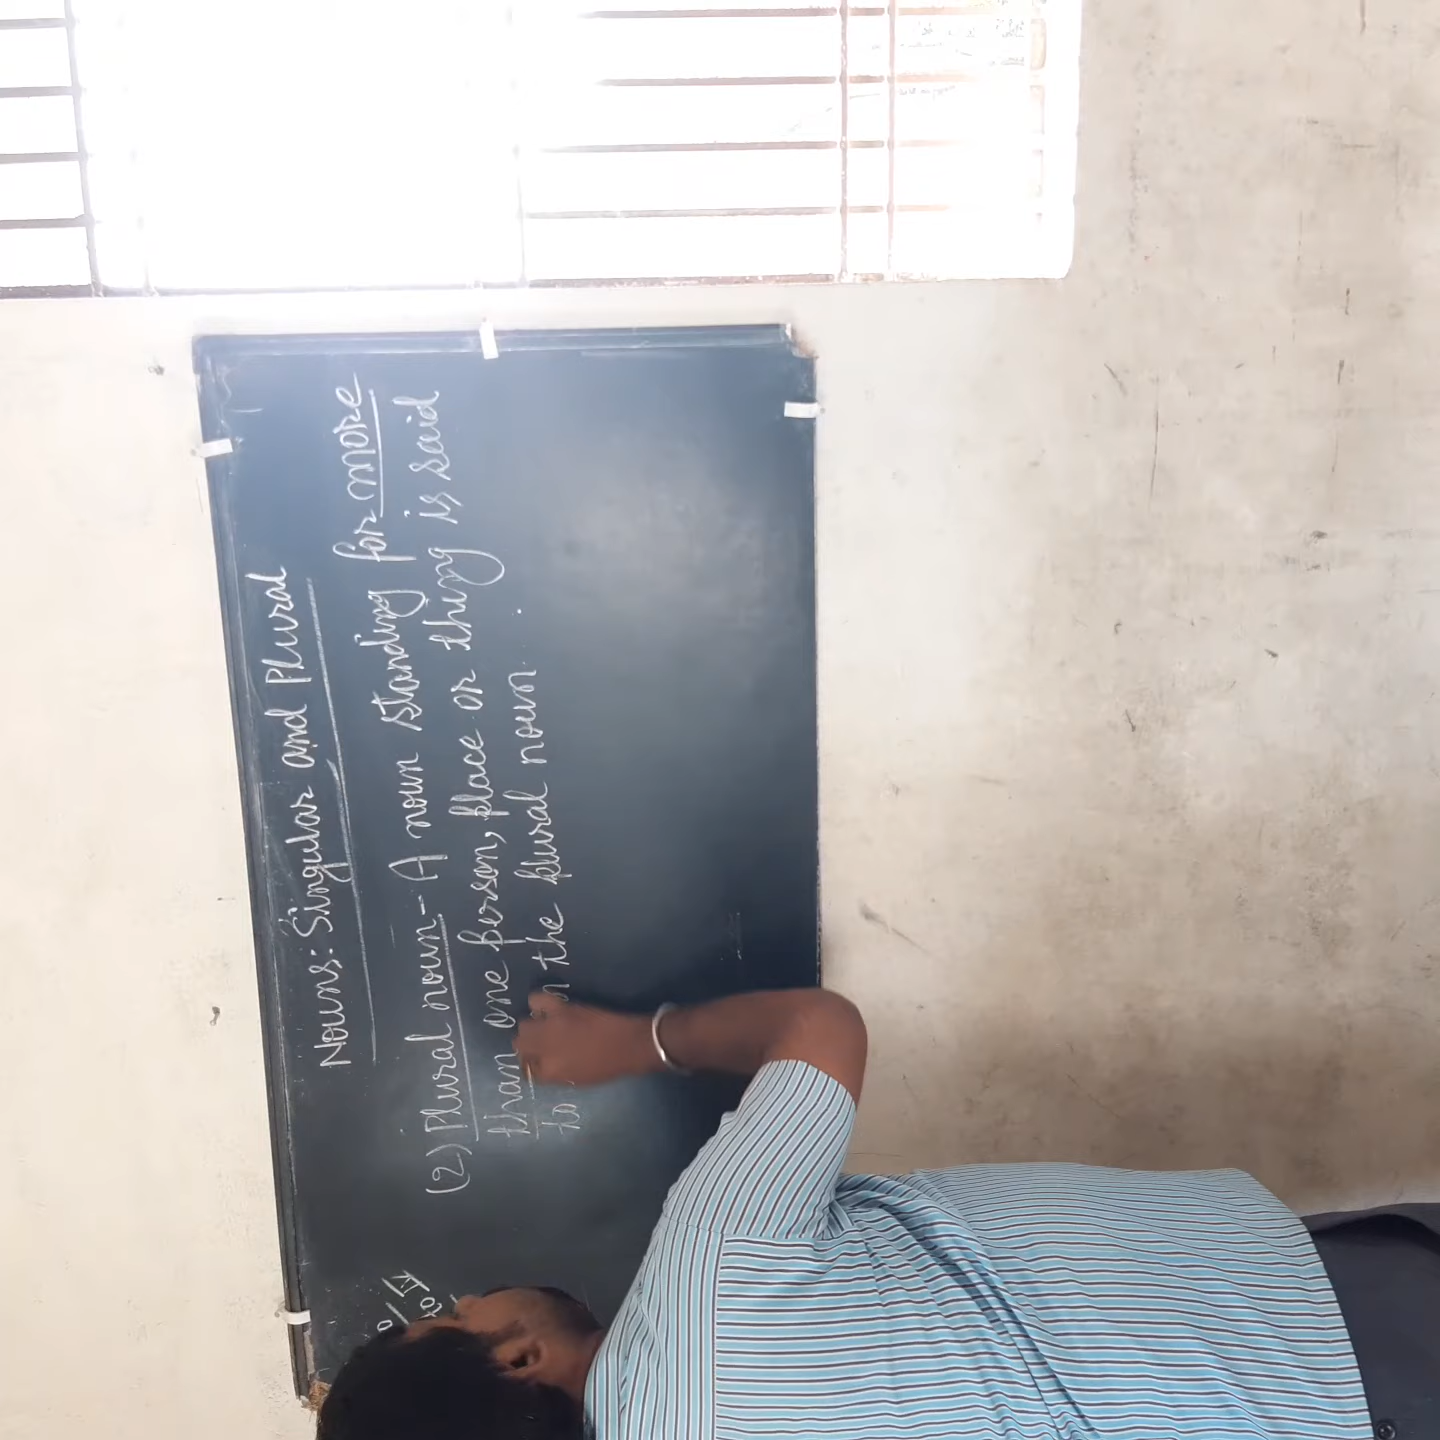 Nouns: Singular and Plural
(2) Plural noun - A noun standing for more
than one person, place or thing is said
to the plural noun.